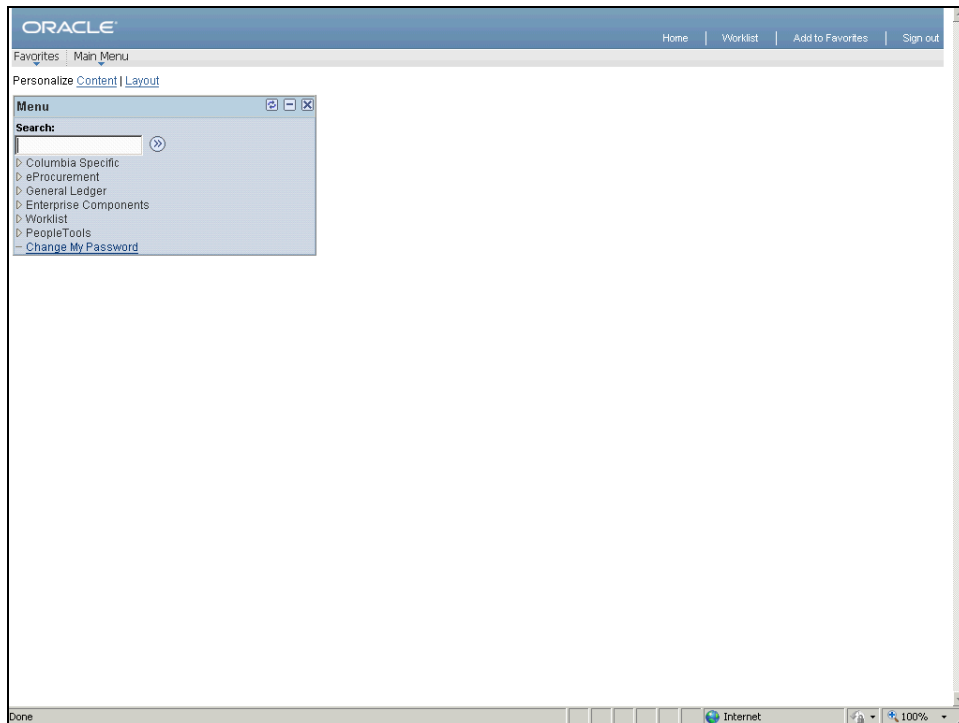 ORACLE
Home | Worklist | Add to Favorites | Sign out
Favorites Main Menu
Personalize Content | Layout
Menu
Search:
Columbia Specific
eProcurement
General Ledger
Enterprise Components
Worklist
PeopleTools
Change My Password
Done Internet 100%